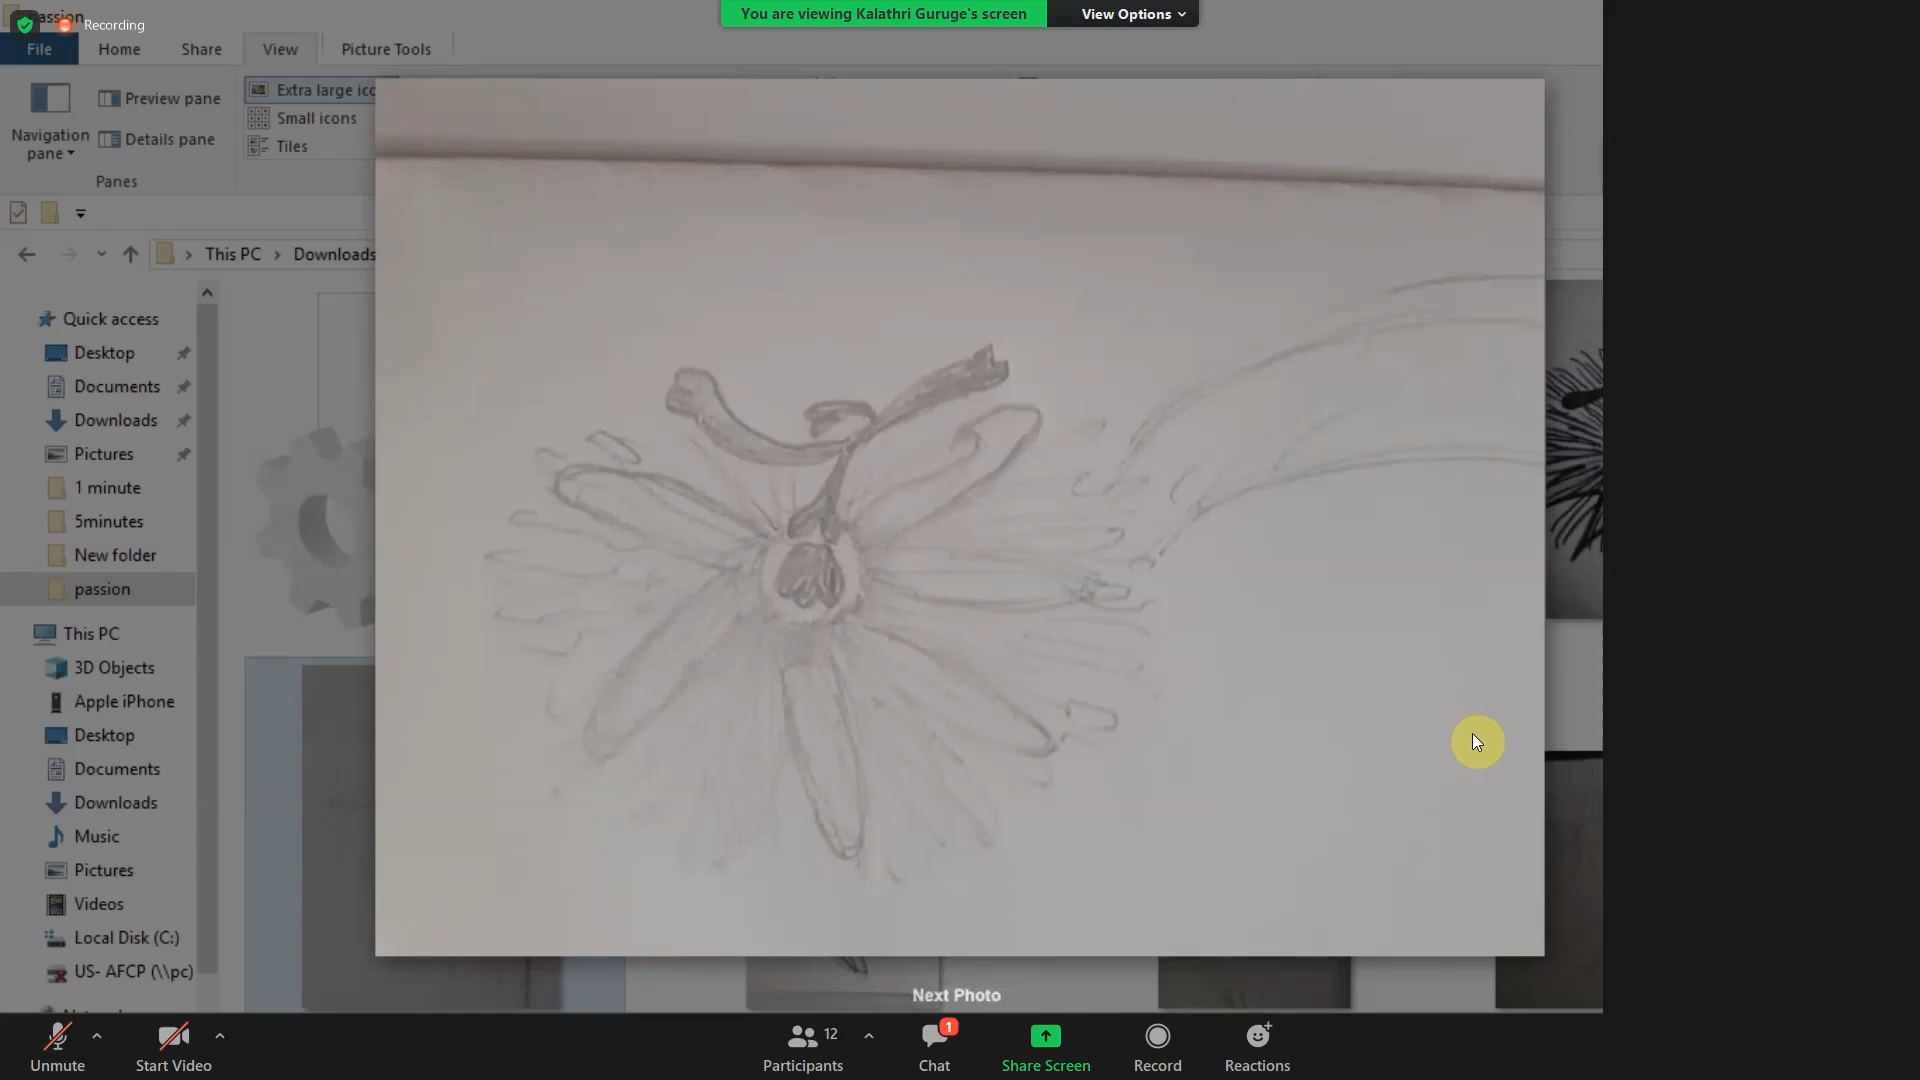 passion
Recording
You are viewing Kalathri Guruge's screen
View Options
File
Home
Share
View
Picture Tools
Navigation
pane
Preview pane
Details pane
Panes
Extra large ico
Small icons
Tiles
This PC
Downloads
Quick access
Desktop
Documents
Downloads
Pictures
1 minute
5minutes
New folder
passion
This PC
3D Objects
Apple iPhone
Desktop
Documents
Downloads
Music
Pictures
Videos
Local Disk (C:)
US- AFCP (\\pc)
Next Photo
Unmute
Start Video
12
Participants
1
Chat
Share Screen
Record
Reactions